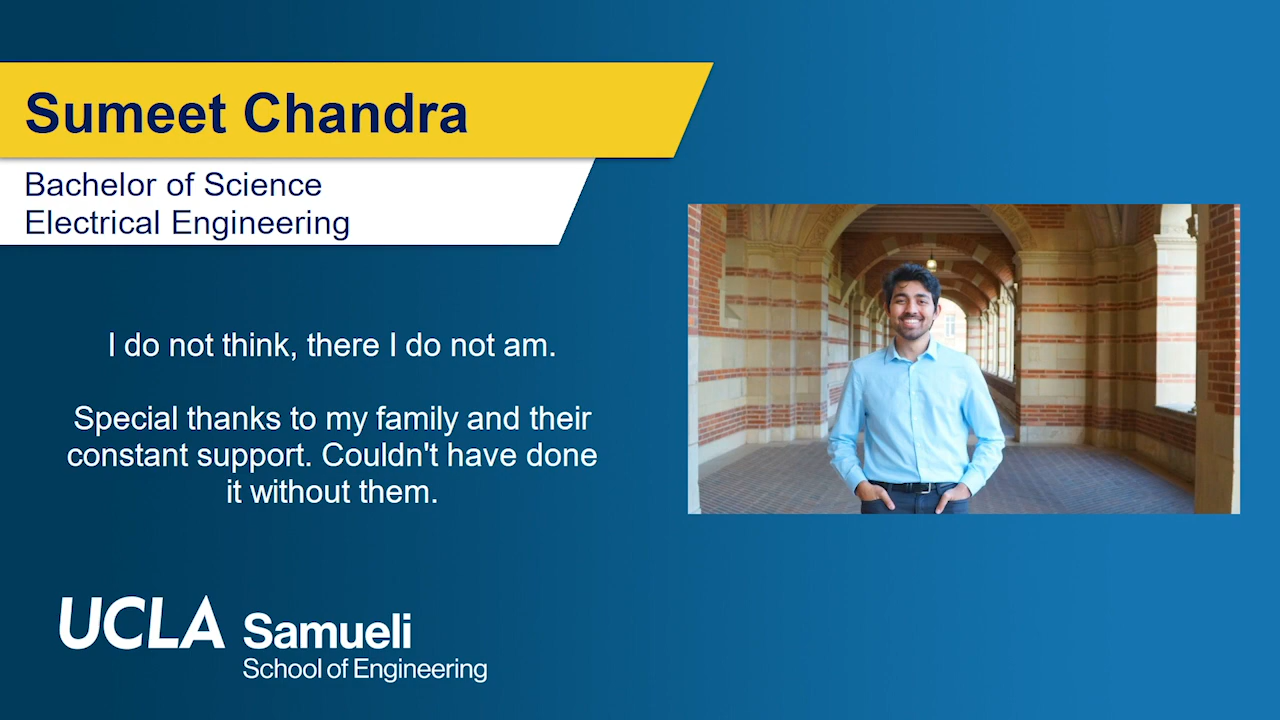 Sumeet Chandra
Bachelor of Science
Electrical Engineering
I do not think, there I do not am.
Special thanks to my family and their
constant support. Couldn't have done
it without them.
UCLA Samueli
School of Engineering